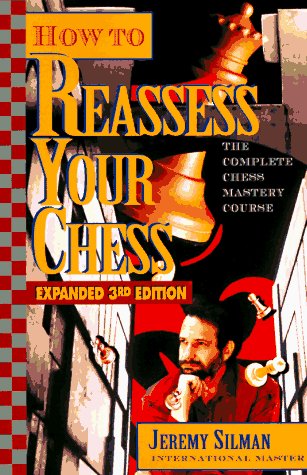 HOW TO
REASSESS
YOUR
CHESS
THE
COMPLETE
CHESS
MASTERY
COURSE
EXPANDED 3RD EDITION
JEREMY SILMAN
INTERNATIONAL MASTER